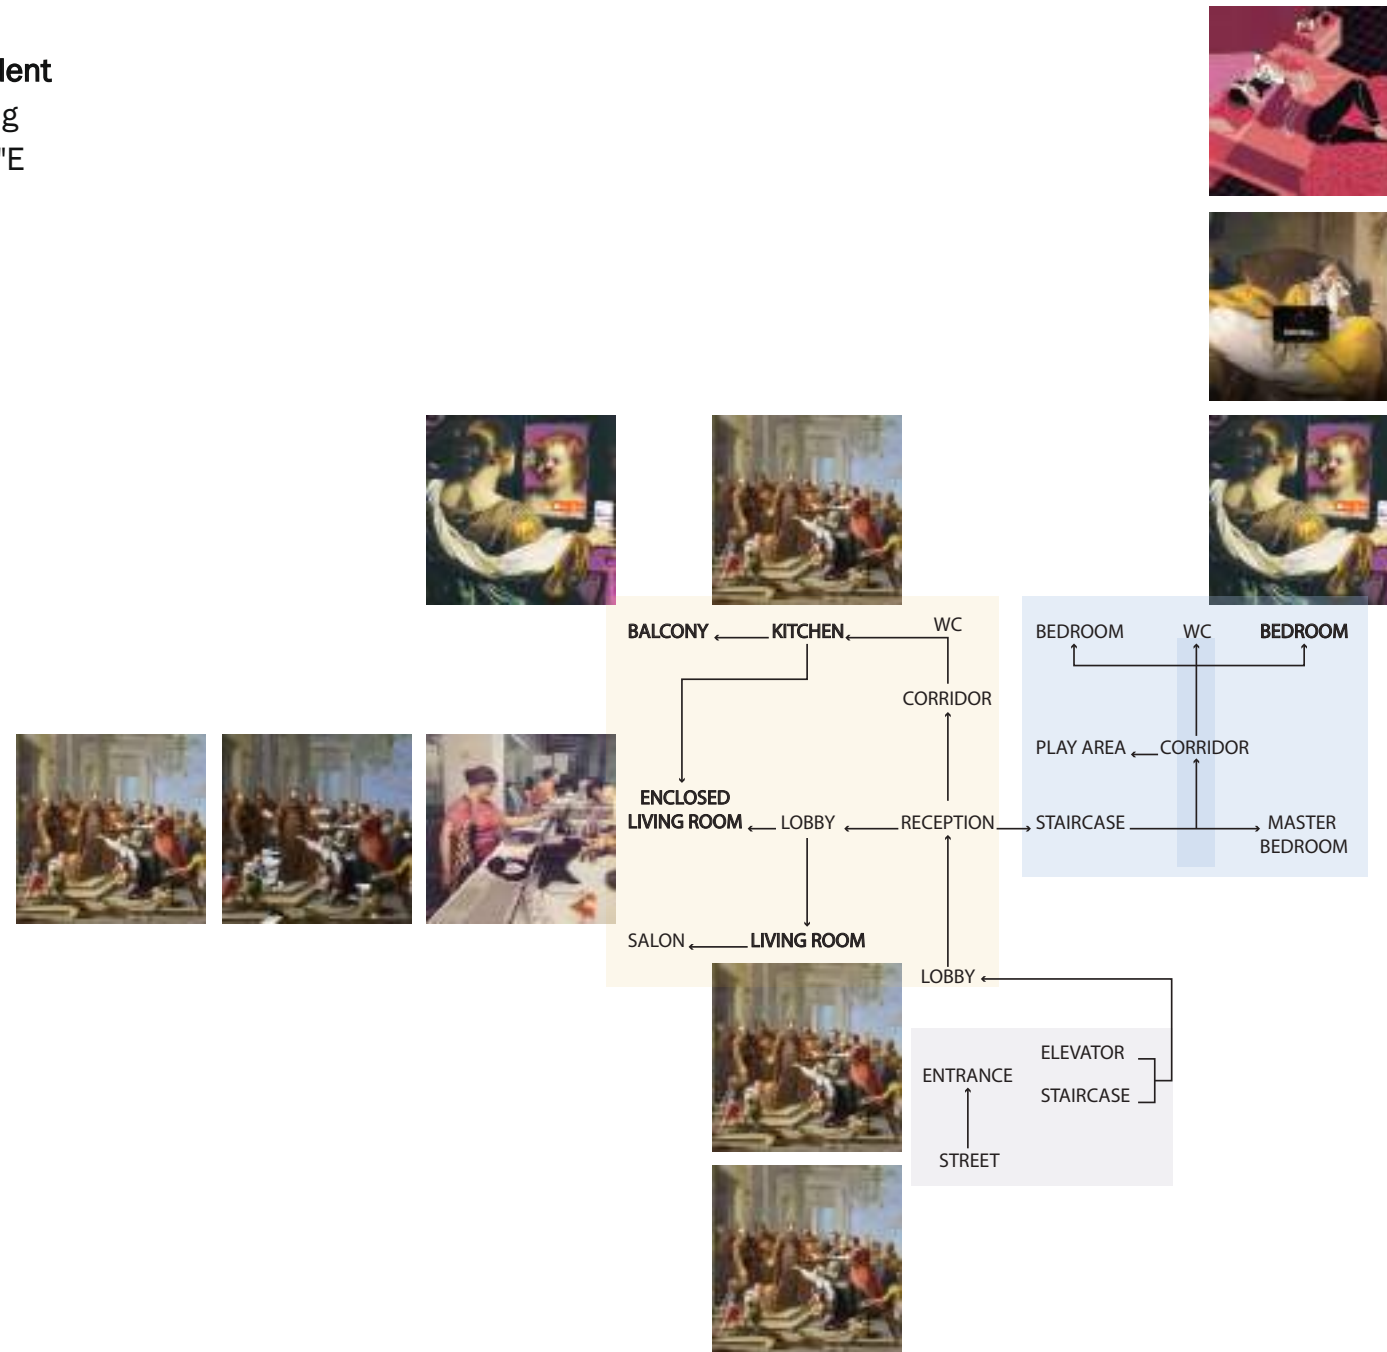 lent
g
"E
BALCONY
KITCHEN
WC
CORRIDOR
ENCLOSED
LIVING ROOM
LOBBY
RECEPTION
SALON
LIVING ROOM
LOBBY
BEDROOM
WC
BEDROOM
PLAY AREA
CORRIDOR
STAIRCASE
MASTER
BEDROOM
ELEVATOR
ENTRANCE
STAIRCASE
STREET